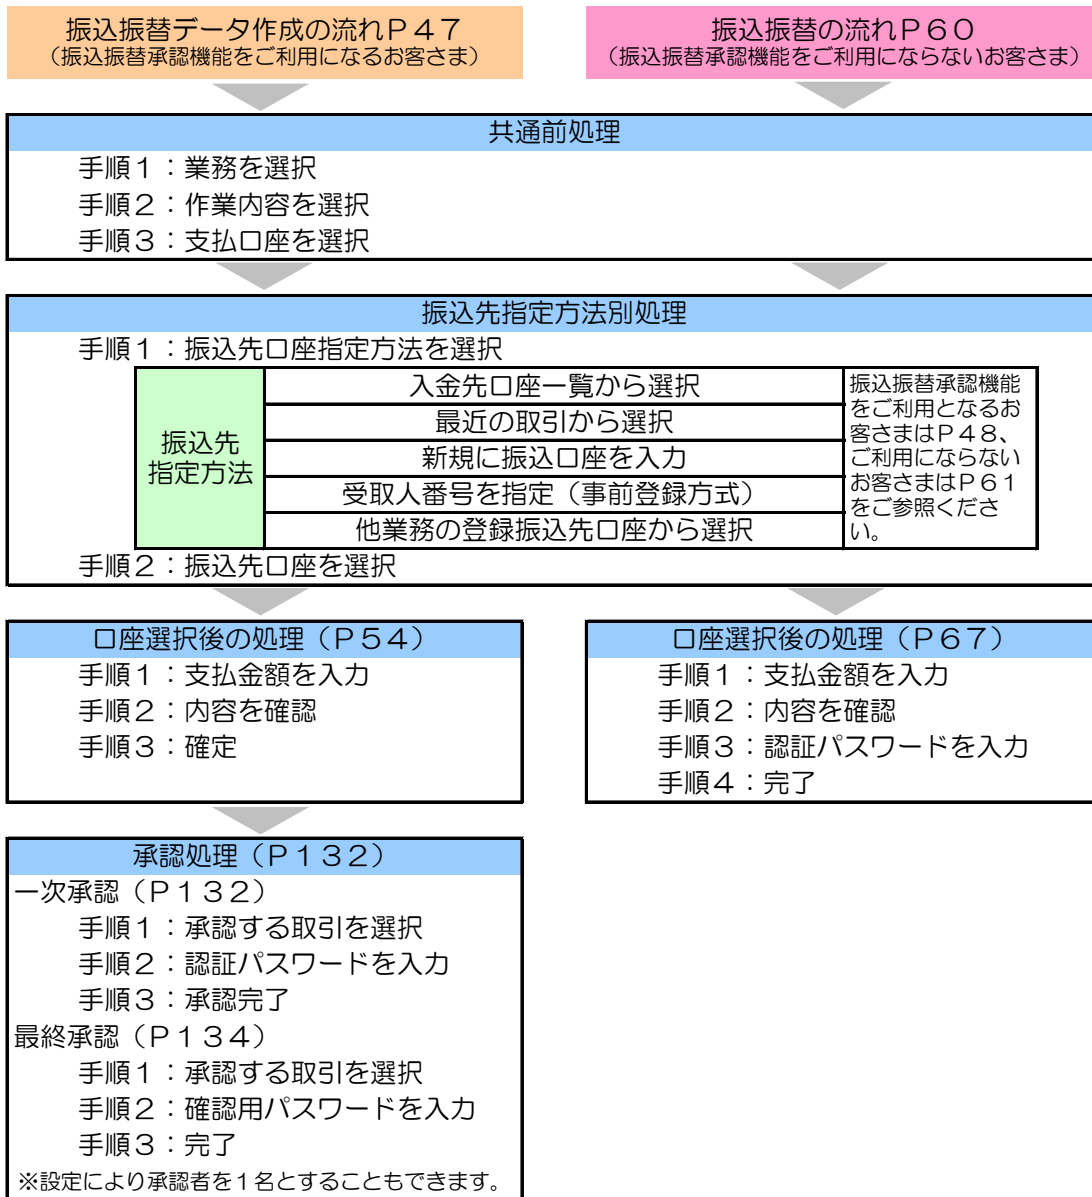 振込振替データ作成の流れＰ４７
（振込振替承認機能をご利用になるお客さま）
振込振替の流れＰ６０
（振込振替承認機能をご利用にならないお客さま）
共通前処理
手順１：業務を選択
手順２：作業内容を選択
手順３：支払口座を選択
振込先指定方法別処理
手順１：振込先口座指定方法を選択
振込先
指定方法
入金先口座一覧から選択
最近の取引から選択
新規に振込口座を入力
受取人番号を指定（事前登録方式）
他業務の登録振込先口座から選択
振込振替承認機能
をご利用となるお
客さまはＰ４８、
ご利用にならない
お客さまはＰ６１
をご参照くださ
い。
手順２：振込先口座を選択
口座選択後の処理（Ｐ５４）
手順１：支払金額を入力
手順２：内容を確認
手順３：確定
口座選択後の処理（Ｐ６７）
手順１：支払金額を入力
手順２：内容を確認
手順３：認証パスワードを入力
手順４：完了
承認処理（Ｐ１３２）
一次承認（Ｐ１３２）
手順１：承認する取引を選択
手順２：認証パスワードを入力
手順３：承認完了
最終承認（Ｐ１３４）
手順１：承認する取引を選択
手順２：確認用パスワードを入力
手順３：完了
※設定により承認者を１名とすることもできます。